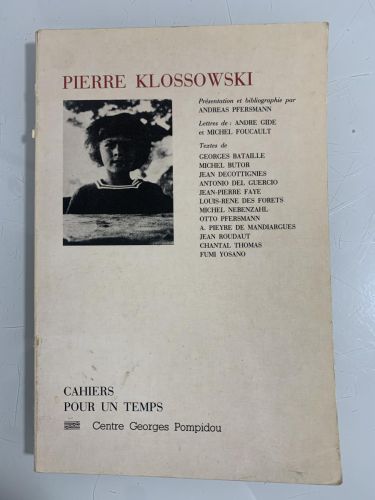 PIERRE KLOSSOWSKI
Présentation et bibliographie par
ANDREAS PFERSMANN
Lettres de : ANDRE GIDE
et MICHEL FOUCAULT
Textes de
GEORGES BATAILLE
MICHEL BUTOR
JEAN DECOTTIGNIES
ANTONIO DEL GUERCIO
JEAN-PIERRE FAYE
LOUIS-RENE DES FORETS
MICHEL NEBENZAHL
OTTO PFERSMANN
A. PIEYRE DE MANDIARGUES
JEAN ROUDAUT
CHANTAL THOMAS
FUMI YOSANO
CAHIERS
POUR UN TEMPS
Centre Georges Pompidou